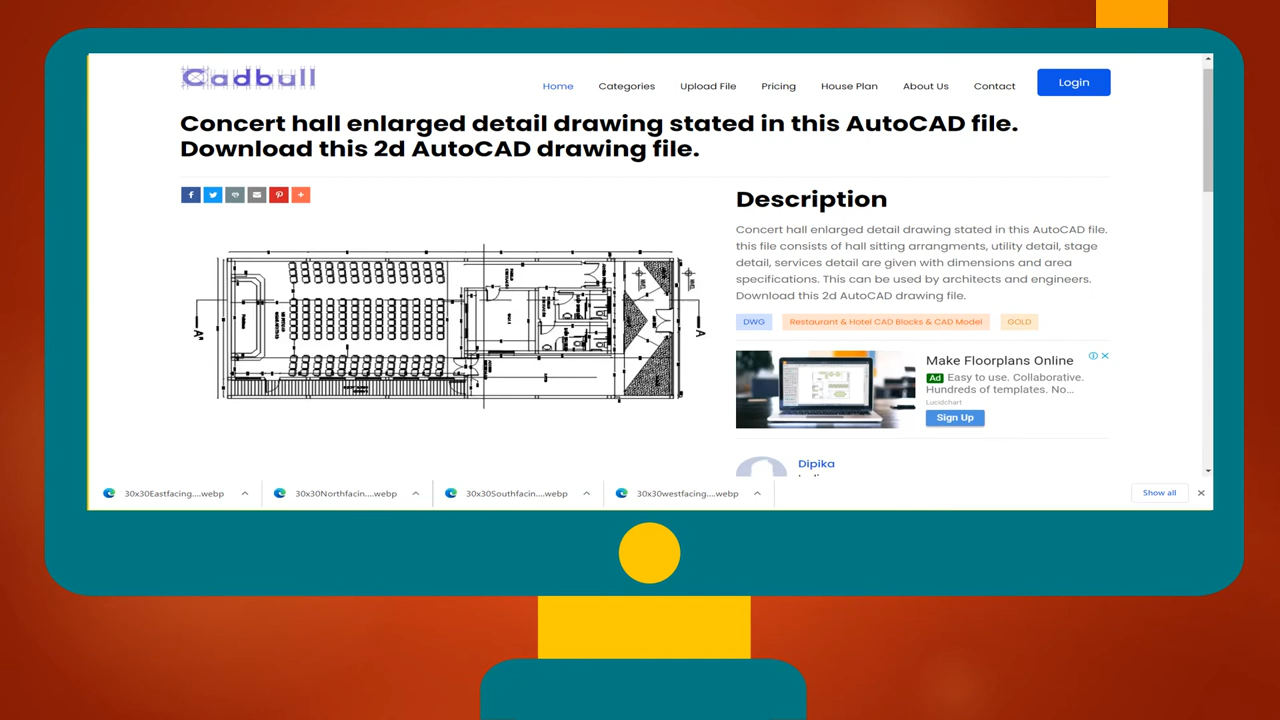 Cadbull
Home Categories Upload File Pricing House Plan About Us Contact Login
Concert hall enlarged detail drawing stated in this AutoCAD file.
Download this 2d AutoCAD drawing file.
Description
Concert hall enlarged detail drawing stated in this AutoCAD file.
this file consists of hall sitting arrangments, utility detail, stage
detail, services detail are given with dimensions and area
specifications. This can be used by architects and engineers.
Download this 2d AutoCAD drawing file.
DWG Restaurant & Hotel CAD Blocks & CAD Model GOLD
A
A
Make Floorplans Online
Ad Easy to use. Collaborative.
Hundreds of templates. No...
Lucidchart
Sign Up
Dipika
30x30Eastfacing....webp 30x30Northfacin....webp 30x30Southfacin....webp 30x30westfacing....webp Show all